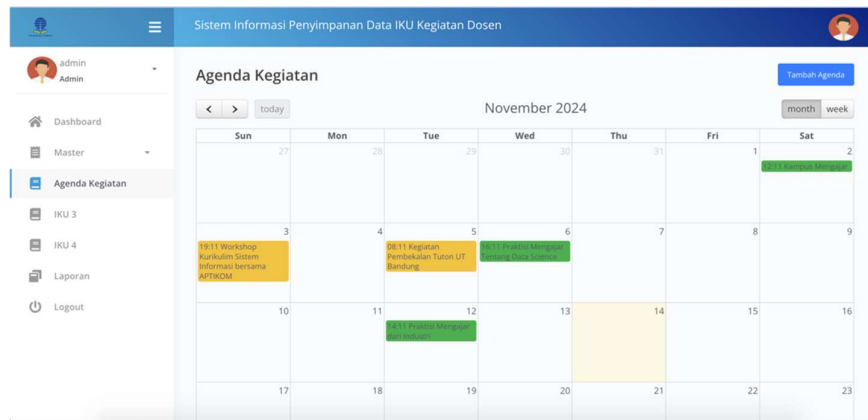 Sistem Informasi Penyimpanan Data IKU Kegiatan Dosen
admin
Admin
Dashboard
Master
Agenda Kegiatan
IKU 3
IKU 4
Laporan
Logout
Agenda Kegiatan
Tambah Agenda
today
November 2024
month week
Sun Mon Tue Wed Thu Fri Sat
27 28 29 30 31 1 2
12:11 Kampus Mengajar
3 4 5 6 7 8 9
19:11 Workshop
Kurikulim Sistem
Informasi bersama
APTIKOM
08:11 Kegiatan
Pembekalan Tuton UT
Bandung
16:11 Praktisi Mengajar
Tentang Data Science
10 11 12 13 14 15 16
14:11 Praktisi Mengajar
dari Industri
17 18 19 20 21 22 23